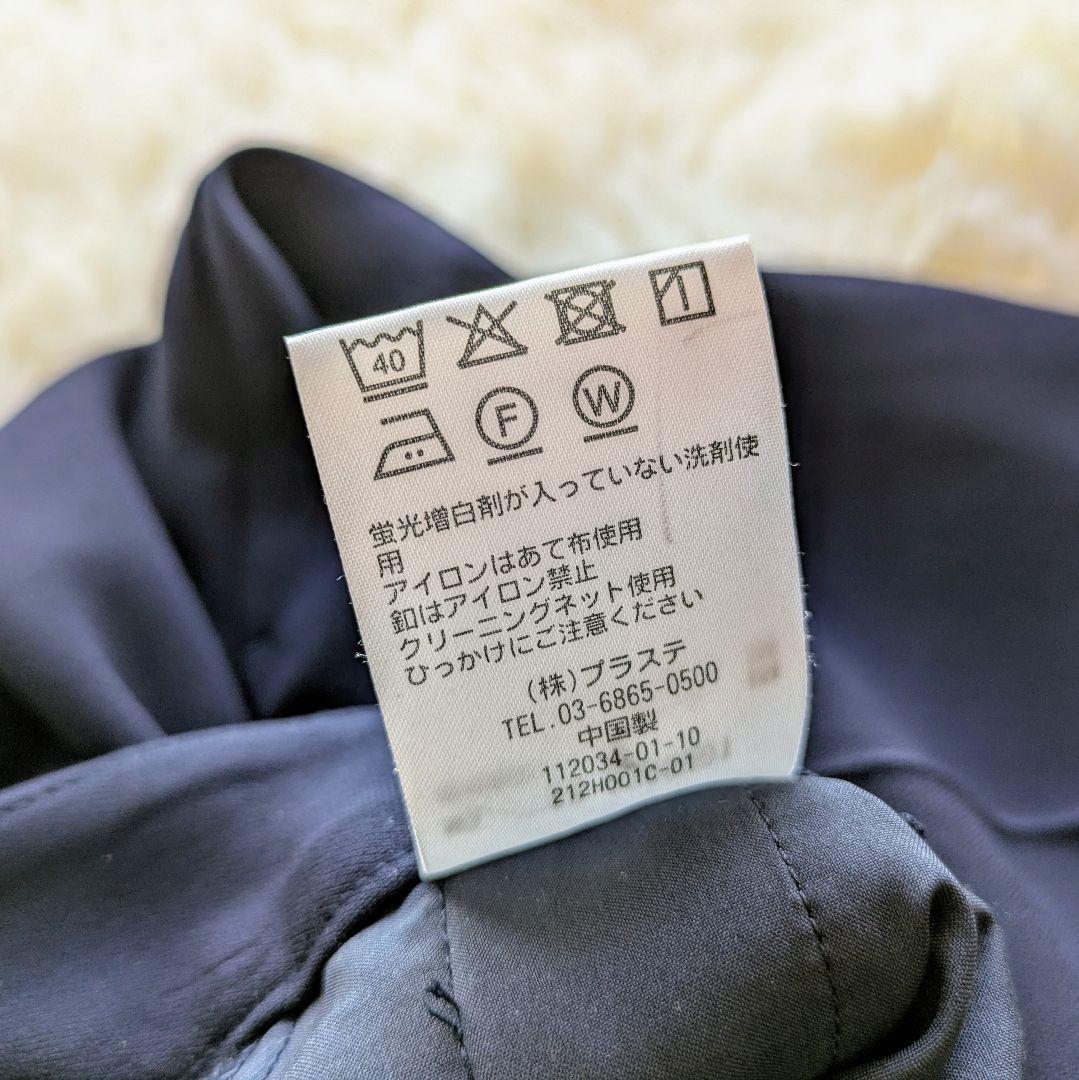 40
F W
蛍光増白剤が入っていない洗剤使
用
アイロンはあて布使用
釦はアイロン禁止
クリーニングネット使用
ひっかけにご注意ください
(株)プラステ
TEL.03-6865-0500
中国製
112034-01-10
212H001C-01